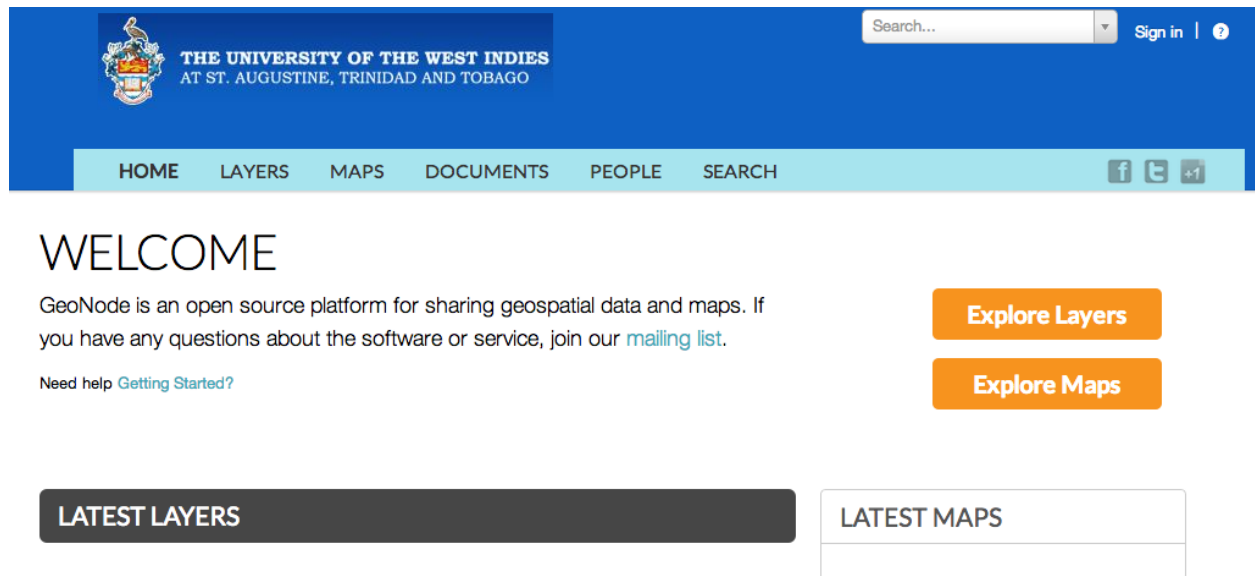 Search...
Sign in | ?
THE UNIVERSITY OF THE WEST INDIES
AT ST. AUGUSTINE, TRINIDAD AND TOBAGO
HOME LAYERS MAPS DOCUMENTS PEOPLE SEARCH
f t +1
WELCOME
GeoNode is an open source platform for sharing geospatial data and maps. If
you have any questions about the software or service, join our mailing list.
Need help Getting Started?
Explore Layers
Explore Maps
LATEST LAYERS
LATEST MAPS